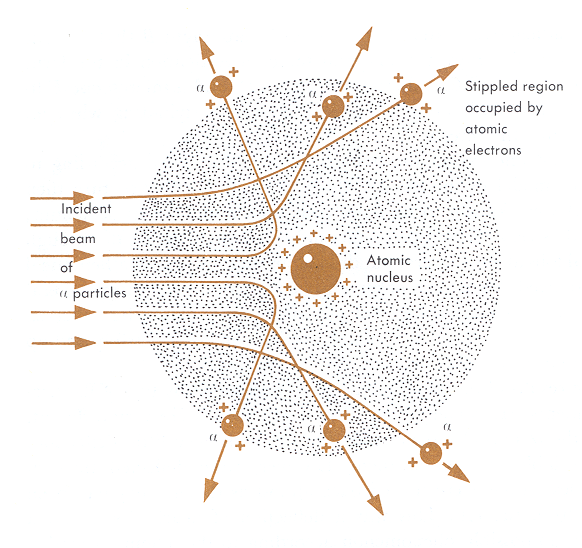 α
α
α
Stippled region
occupied by
atomic
electrons
Incident
beam
of
α particles
Atomic
nucleus
α
α
α